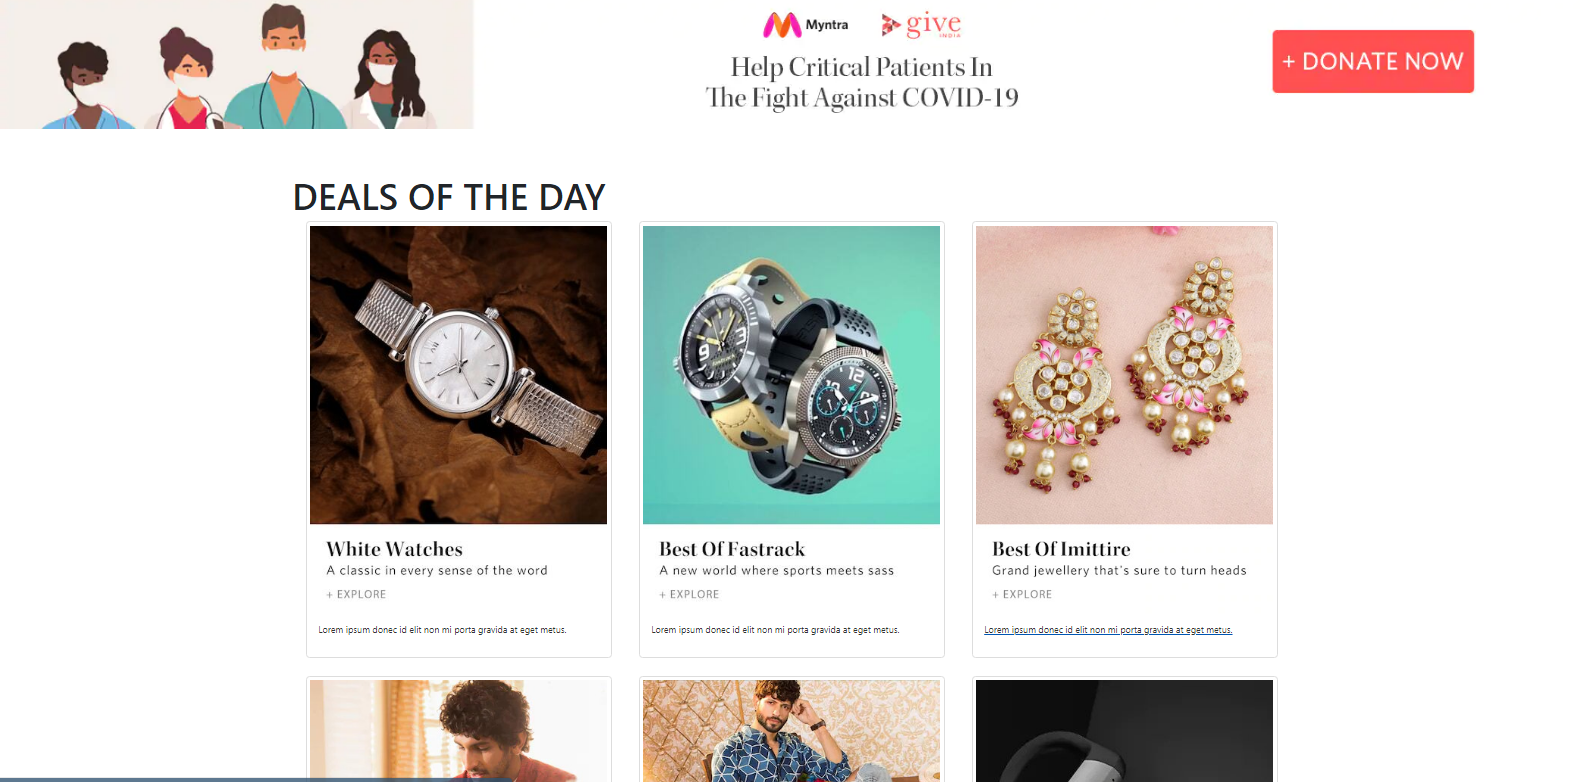 Myntra give
INDIA
Help Critical Patients In
The Fight Against COVID-19
+ DONATE NOW
DEALS OF THE DAY
White Watches
A classic in every sense of the word
+ EXPLORE
Lorem ipsum donec id elit non mi porta gravida at eget metus.
9
12
Best Of Fastrack
A new world where sports meets sass
+ EXPLORE
Lorem ipsum donec id elit non mi porta gravida at eget metus.
Best Of Imittire
Grand jewellery that's sure to turn heads
+ EXPLORE
Lorem ipsum donec id elit non mi porta gravida at eget metus.